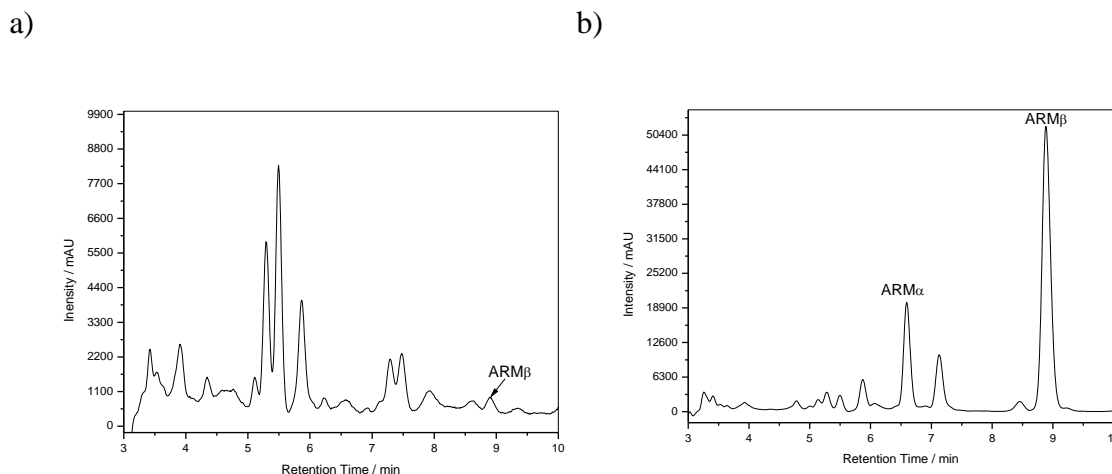 a)
b)
9900
8800
7700
6600
5500
4400
3300
2200
1100
0
Inensity / mAU
ARMβ
3 4 5 6 7 8 9 10
Retention Time / min
50400
44100
37800
31500
25200
18900
12600
6300
0
Intensity / mAU
ARMα
ARMβ
3 4 5 6 7 8 9 10
Retention Time / min